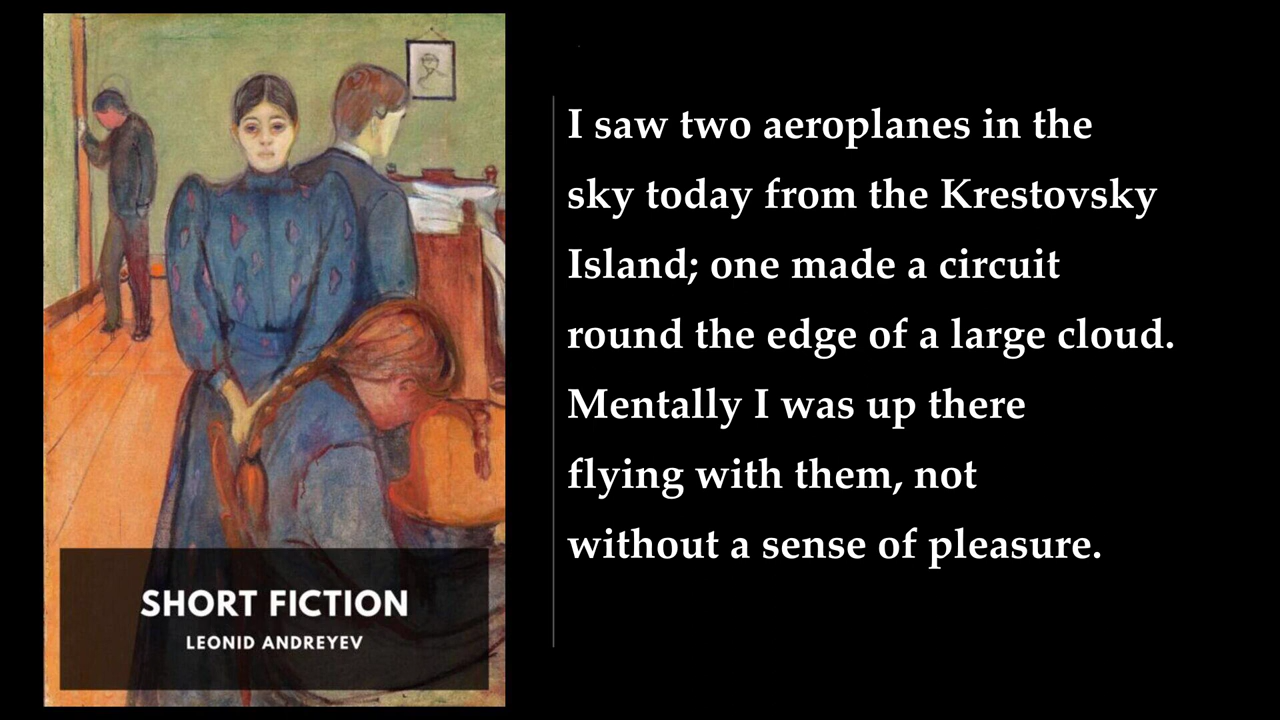 SHORT FICTION
LEONID ANDREYEV
I saw two aeroplanes in the
sky today from the Krestovsky
Island; one made a circuit
round the edge of a large cloud.
Mentally I was up there
flying with them, not
without a sense of pleasure.